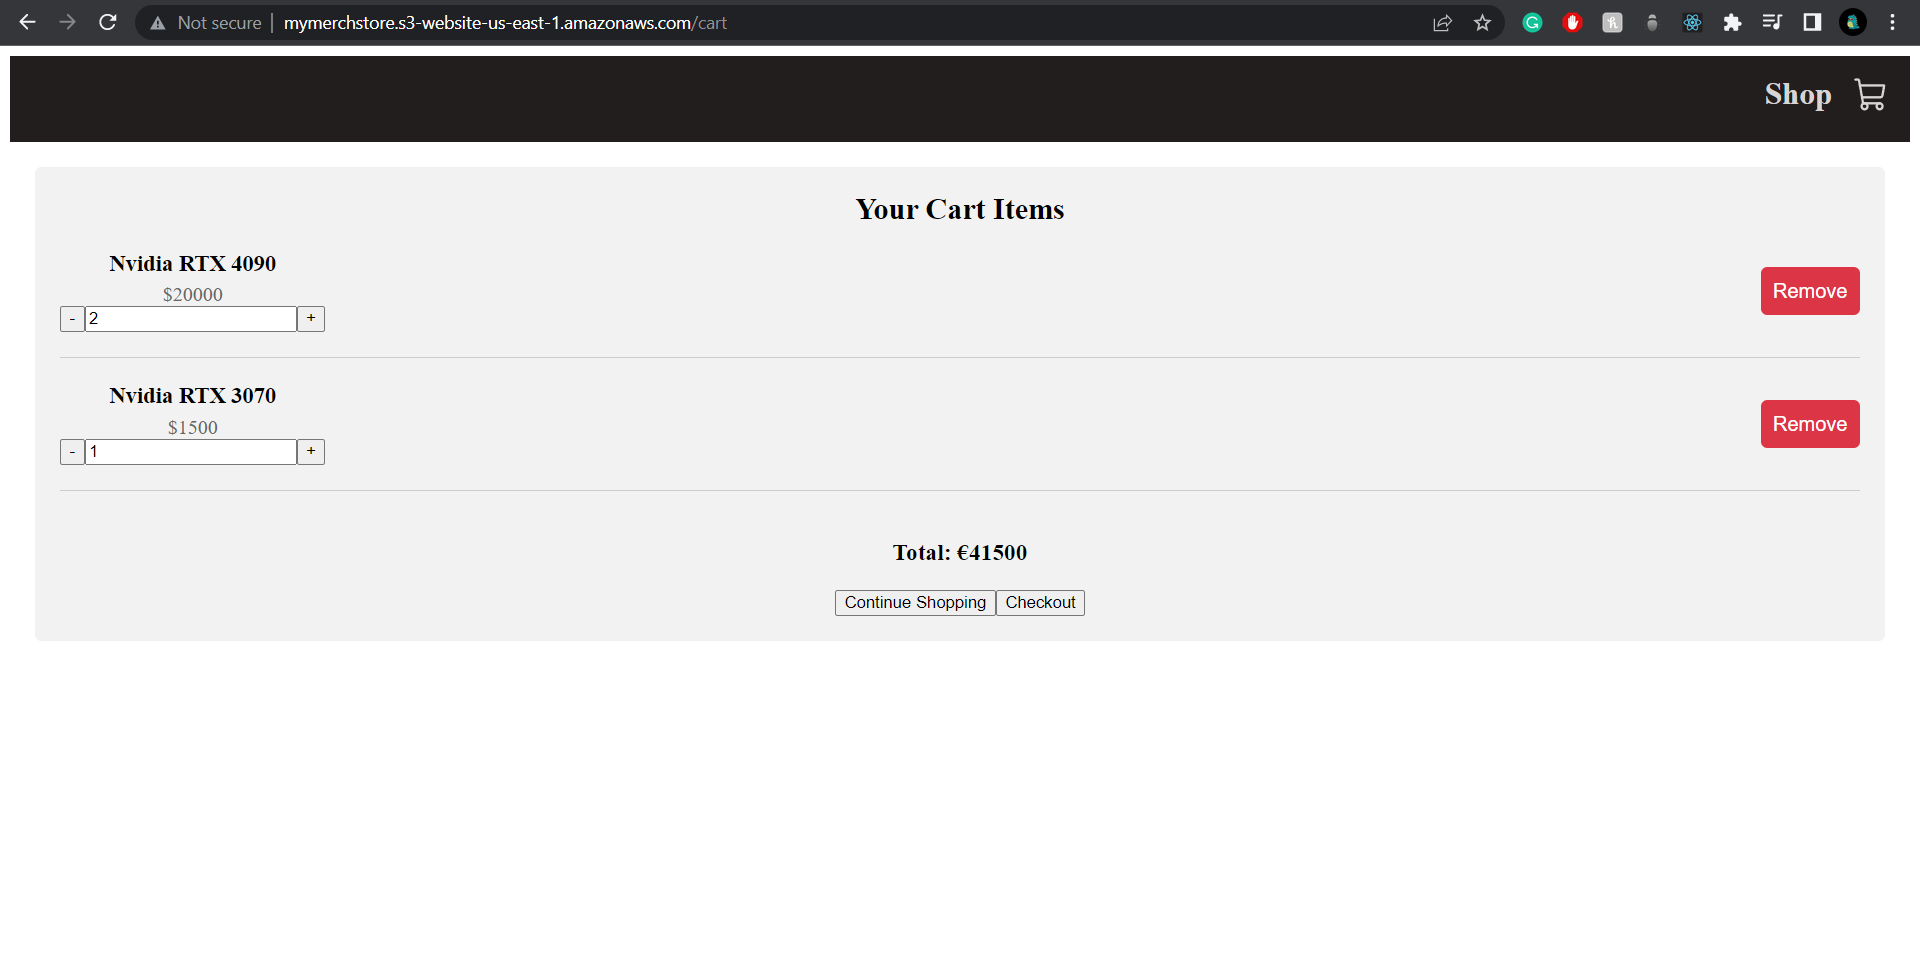 Not secure | mymerchstore.s3-website-us-east-1.amazonaws.com/cart
Shop
Your Cart Items
Nvidia RTX 4090
$20000
- 2 +
Remove
Nvidia RTX 3070
$1500
- 1 +
Remove
Total: €41500
Continue Shopping Checkout